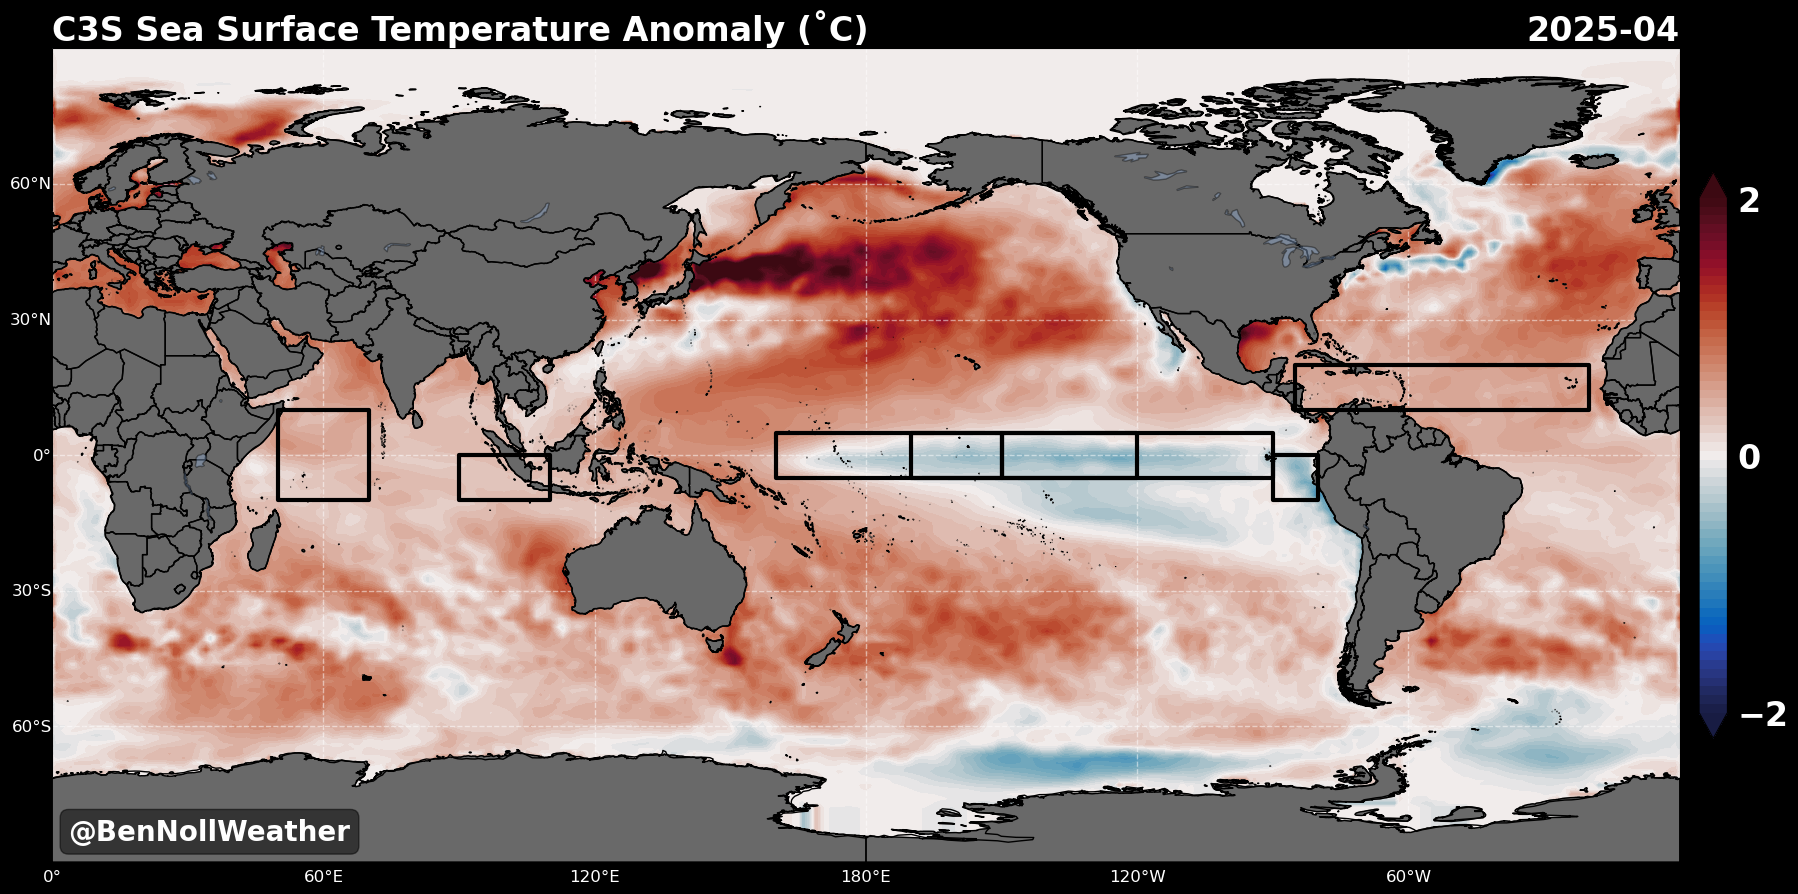 C3S Sea Surface Temperature Anomaly (˚C)
2025-04
60°N
30°N
0°
30°S
60°S
2
0
−2
@BenNollWeather
0°
60°E
120°E
180°E
120°W
60°W